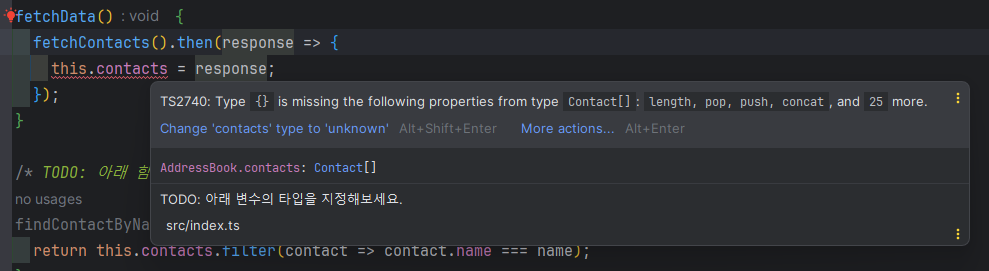 fetchData() : void {
fetchContacts().then(response => {
this.contacts = response;
});
}
TS2740: Type {} is missing the following properties from type Contact[]: length, pop, push, concat, and 25 more.
Change 'contacts' type to 'unknown' Alt+Shift+Enter More actions... Alt+Enter
AddressBook.contacts: Contact[]
TODO: 아래 변수의 타입을 지정해보세요.
src/index.ts
/* TODO: 아래 함
no usages
findContactByNa
return this.contacts.filter(contact => contact.name === name);